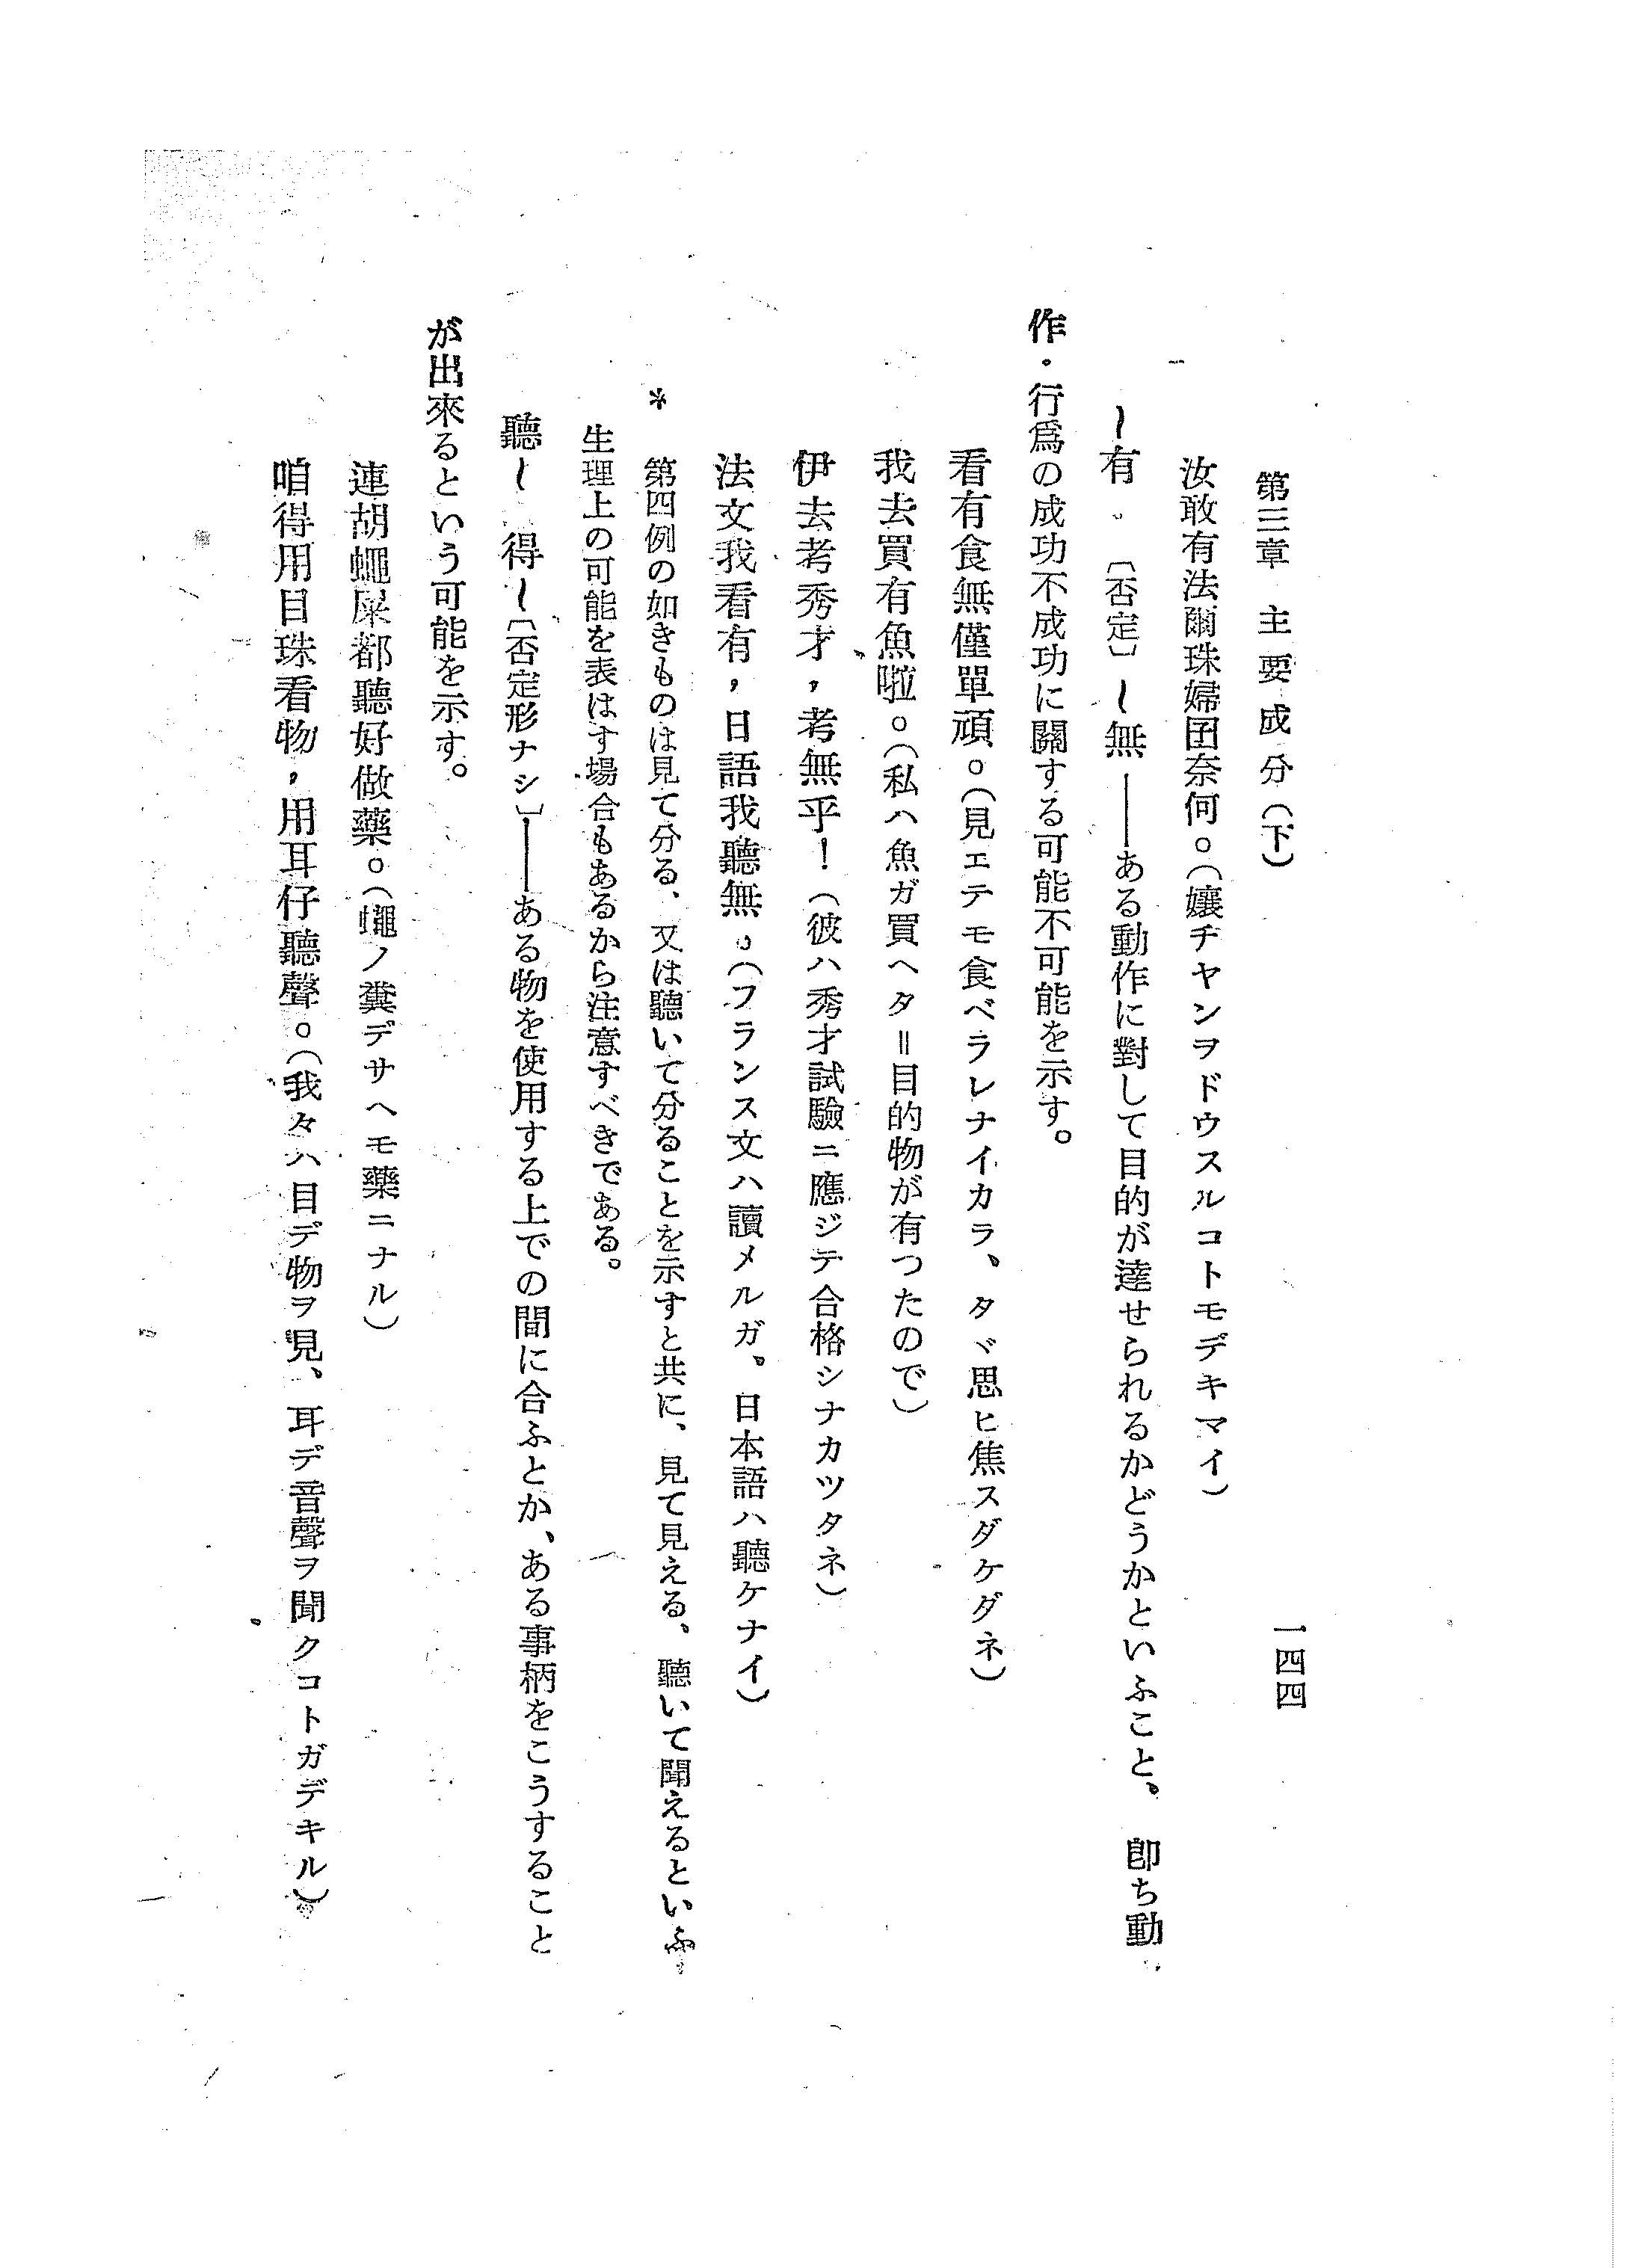 第三章　主要成分（下）
一四四
汝敢有法爾珠婦囝奈何。（孃ヂヤンヲドウスルコトモデキマイ）
〜有。〔否定〕〜無——ある動作に對して目的が達せられるかどうかといふこと。卽ち動
作・行爲の成功不成功に關する可能不可能を示す。
看有食無僅單頑。（見エテモ食ベラレナイカラ、タヾ思ヒ焦スダケダネ）
我去買有魚啦。（私ハ魚ガ買ヘタ＝目的物が有つたので）
伊去考秀才，考無乎！（彼ハ秀才試驗ニ應ジテ合格シナカツタネ）
法文我看有，日語我聽無。（フランス文ハ讀メルガ。日本語ハ聽ケナイ）
＊　第四例の如きものは見て分る、又は聽いて分ることを示すと共に、見て見える、聽いて聞えるといふ
生理上の可能を表はす場合もあるから注意すべきである。
聽〜　得〜〔否定形ナシ〕——ある物を使用する上での間に合ふとか、ある事柄をこうすること
が出來るという可能を示す。
連胡蠅屎都聽好做藥。（蠅ノ糞デサヘモ藥ニナル）
咱得用目珠看物，用耳仔聽聲。（我々ハ目デ物ヲ見、耳デ音聲ヲ聞クコトガデキル）